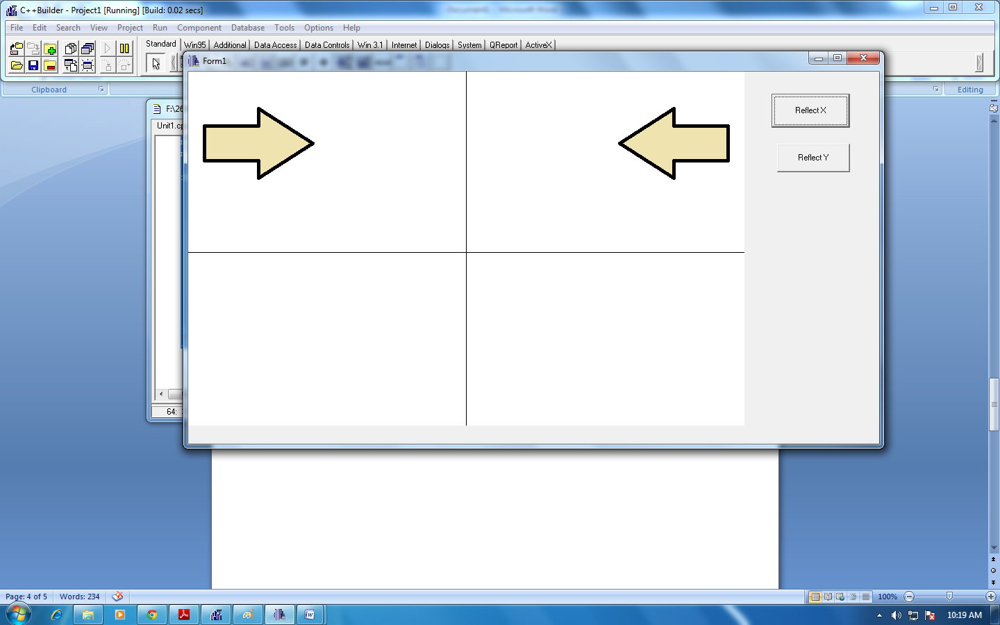 C++Builder - Project1 [Running] [Build: 0.02 secs]
File Edit Search View Project Run Component Database Tools Options Help
Standard Win95 Additional Data Access Data Controls Win 3.1 Internet Dialogs System QReport ActiveX
Form1
Clipboard
Editing
F:\26
Unit1.cp
Reflect X
Reflect Y
64:
Page: 4 of 5 Words: 234
100%
10:19 AM